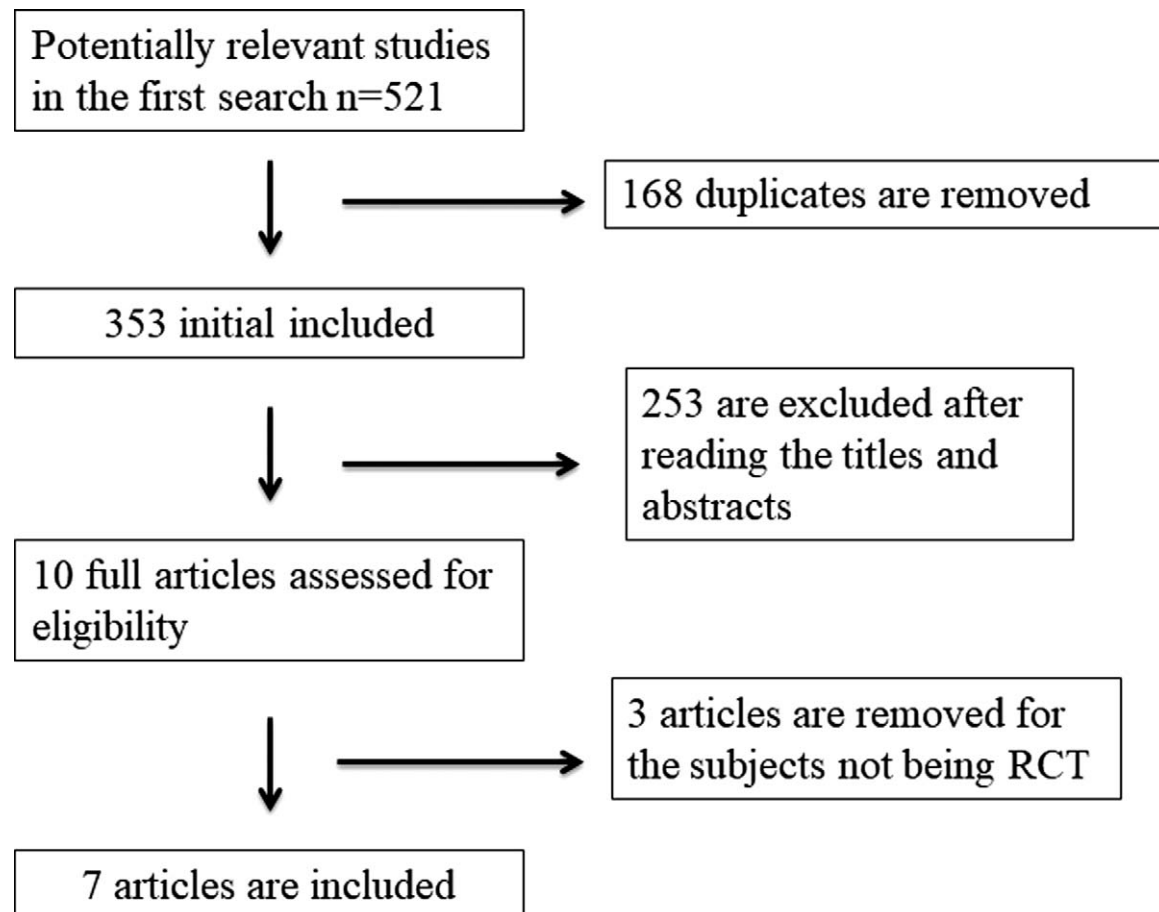 Potentially relevant studies
in the first search n=521
168 duplicates are removed
353 initial included
253 are excluded after
reading the titles and
abstracts
10 full articles assessed for
eligibility
3 articles are removed for
the subjects not being RCT
7 articles are included